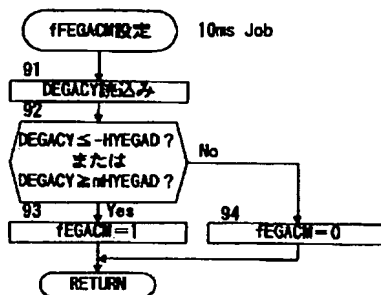 fFEGACM設定 10ms Job
91
DEGACY読込み
92
DEGACY≤-HYEGAD?
または
DEGACY≧mHYEGAD?
No
93 Yes 94
fEGACM=1 fEGACM=0
RETURN